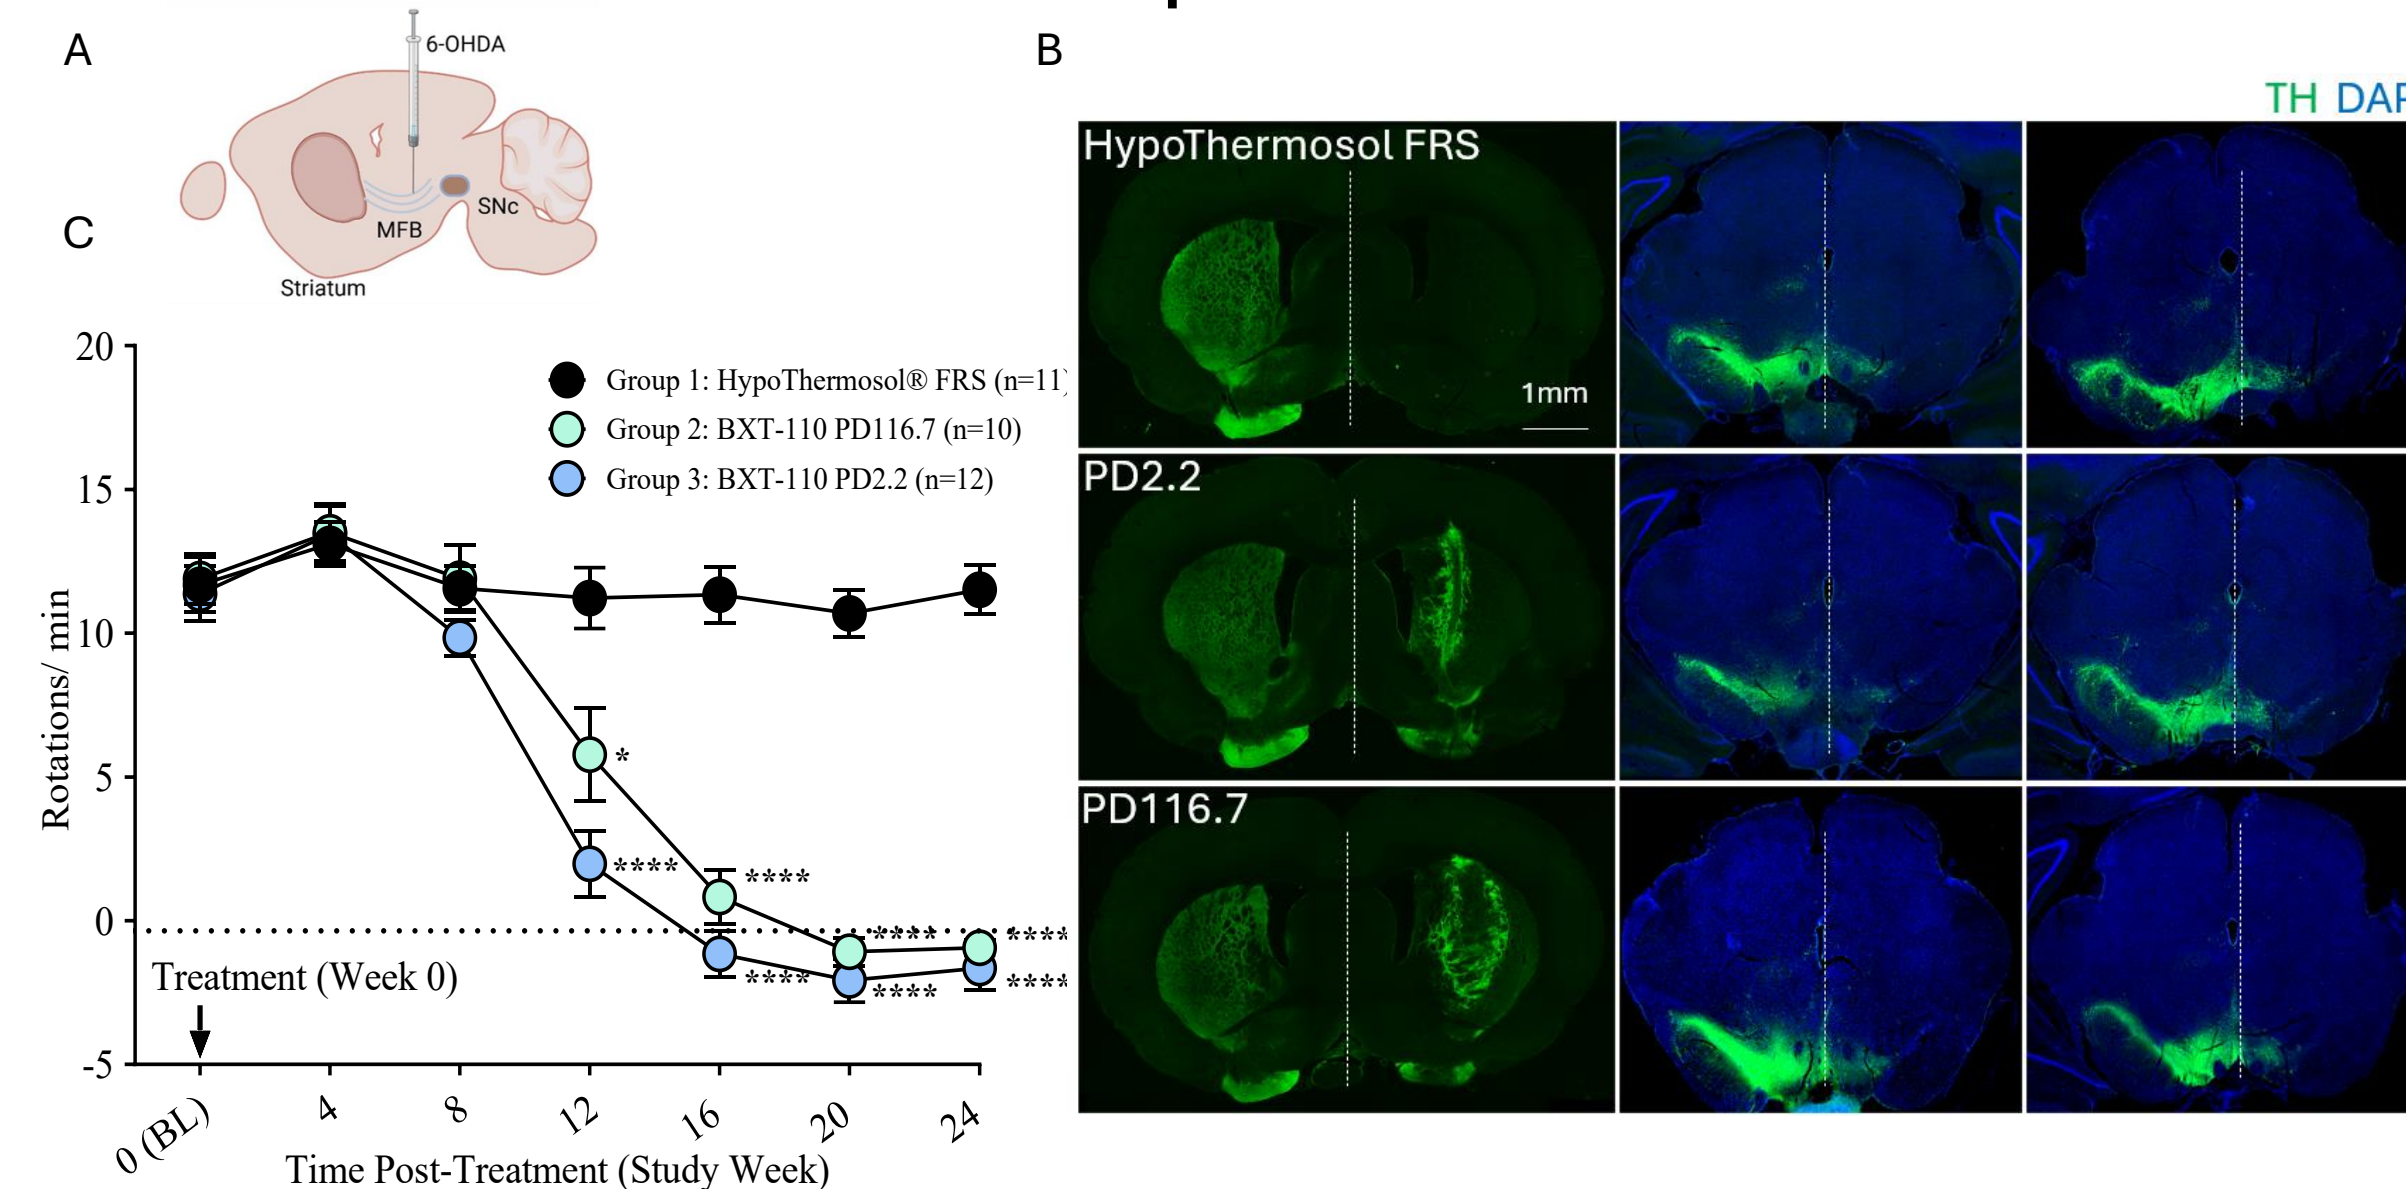 A
6-OHDA
SNc
MFB
Striatum
B
TH DAP
HypoThermosol FRS
1mm
PD2.2
PD116.7
C
20
15
10
5
0
-5
Rotations/ min
Group 1: HypoThermosol® FRS (n=11)
Group 2: BXT-110 PD116.7 (n=10)
Group 3: BXT-110 PD2.2 (n=12)
*
****
****
****
****
****
****
****
Treatment (Week 0)
0 (BL)
4
8
12
16
20
24
Time Post-Treatment (Study Week)